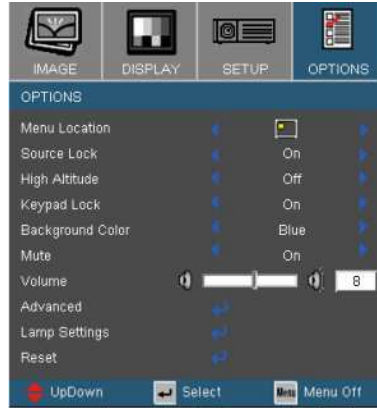 IMAGE DISPLAY SETUP OPTIONS
OPTIONS
Menu Location
Source Lock On
High Altitude Off
Keypad Lock On
Background Color Blue
Mute On
Volume 8
Advanced
Lamp Settings
Reset
UpDown Select Menu Menu Off